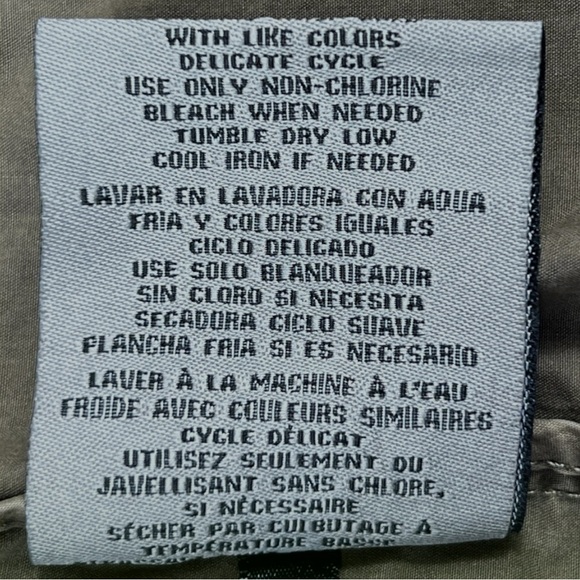 WITH LIKE COLORS
DELICATE CYCLE
USE ONLY NON-CHLORINE
BLEACH WHEN NEEDED
TUMBLE DRY LOW
COOL IRON IF NEEDED
LAVAR EN LAVADORA CON AQUA
FRIA Y COLORES IGUALES
CICLO DELICADO
USE SOLO BLANQUEADOR
SIN CLORO SI NECESITA
SECADORA CICLO SUAVE
PLANCHA FRIA SI ES NECESARIO
LAVER À LA MACHINE À L'EAU
FROIDE AVEC COULEURS SIMILAIRES
CYCLE DÉLICAT
UTILISEZ SEULEMENT DU
JAVELLISANT SANS CHLORE,
SI NÉCESSAIRE
SÉCHER PAR CULBUTAGE À
TEMPÉRATURE BASSE